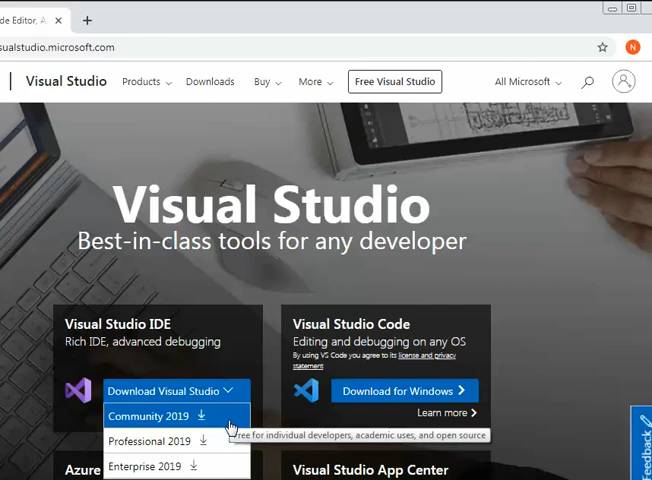 de Editor, A
sualstudio.microsoft.com
N
Visual Studio Products Downloads Buy More Free Visual Studio All Microsoft
Visual Studio
Best-in-class tools for any developer
Visual Studio IDE
Rich IDE, advanced debugging
Download Visual Studio
Community 2019
Professional 2019
Enterprise 2019
free for individual developers, academic uses, and open source
Visual Studio Code
Editing and debugging on any OS
By using VS Code you agree to its license and privacy
statement
Download for Windows
Learn more
Azure
Visual Studio App Center
Feedback